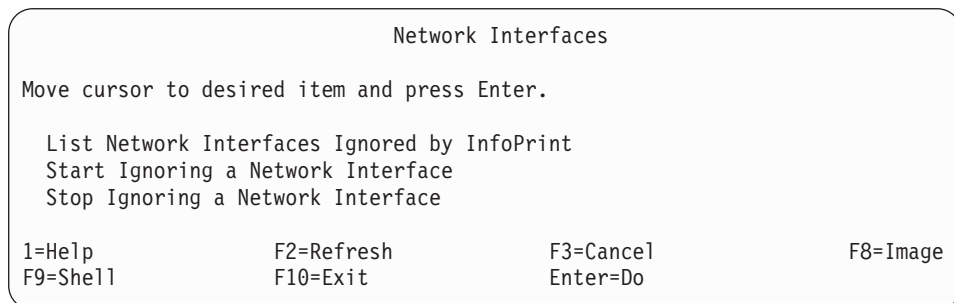 Network Interfaces
Move cursor to desired item and press Enter.
List Network Interfaces Ignored by InfoPrint
Start Ignoring a Network Interface
Stop Ignoring a Network Interface
1=Help F2=Refresh F3=Cancel F8=Image
F9=Shell F10=Exit Enter=Do